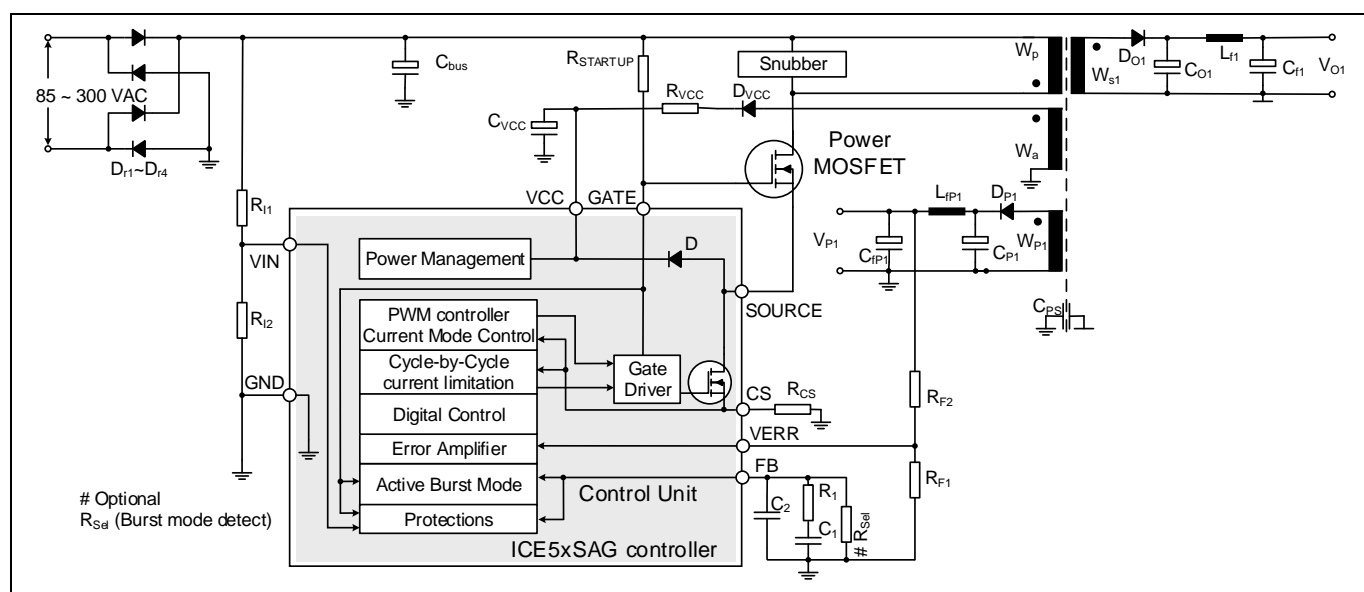 85 ~ 300 VAC
Dr1~Dr4
Cbus
RSTARTUP
Snubber
Wp
Ws1
DO1
CO1
Lf1
Cf1
VO1
RVCC
DVCC
CVCC
Power
MOSFET
Wa
RI1
VCC
GATE
LfP1
DP1
VP1
CfP1
CP1
WP1
VIN
Power Management
D
SOURCE
CPS
RI2
PWM controller
Current Mode Control
Cycle-by-Cycle
current limitation
Gate
Driver
GND
CS
RCS
Digital Control
RF2
VERR
Error Amplifier
FB
Active Burst Mode
Control Unit
RF1
R1
C2
C1
# RSel
# Optional
RSel (Burst mode detect)
Protections
ICE5xSAG controller